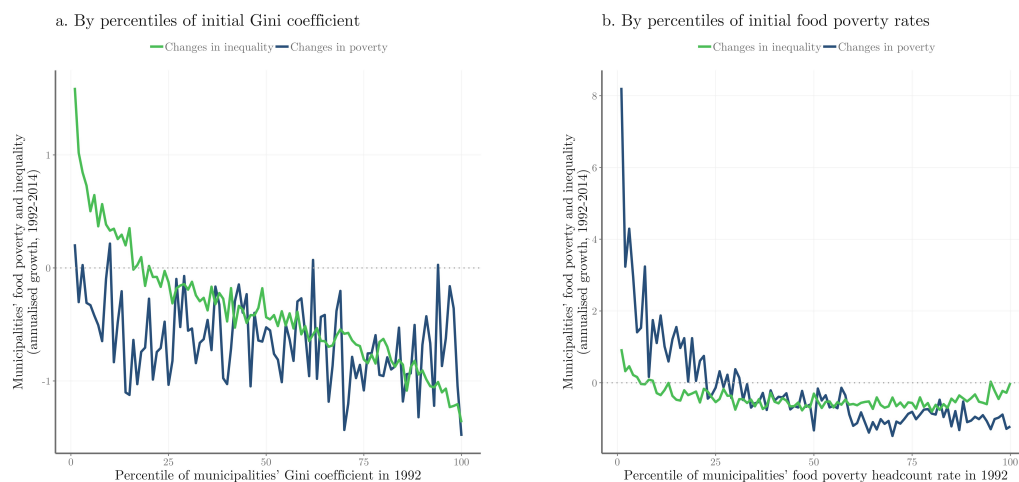 a. By percentiles of initial Gini coefficient
Changes in inequality Changes in poverty
Municipalities' food poverty and inequality
(annualised growth, 1992-2014)
1
0
-1
0 25 50 75 100
Percentile of municipalities' Gini coefficient in 1992
b. By percentiles of initial food poverty rates
Changes in inequality Changes in poverty
Municipalities' food poverty and inequality
(annualised growth, 1992-2014)
8
6
4
2
0
0 25 50 75 100
Percentile of municipalities' food poverty headcount rate in 1992